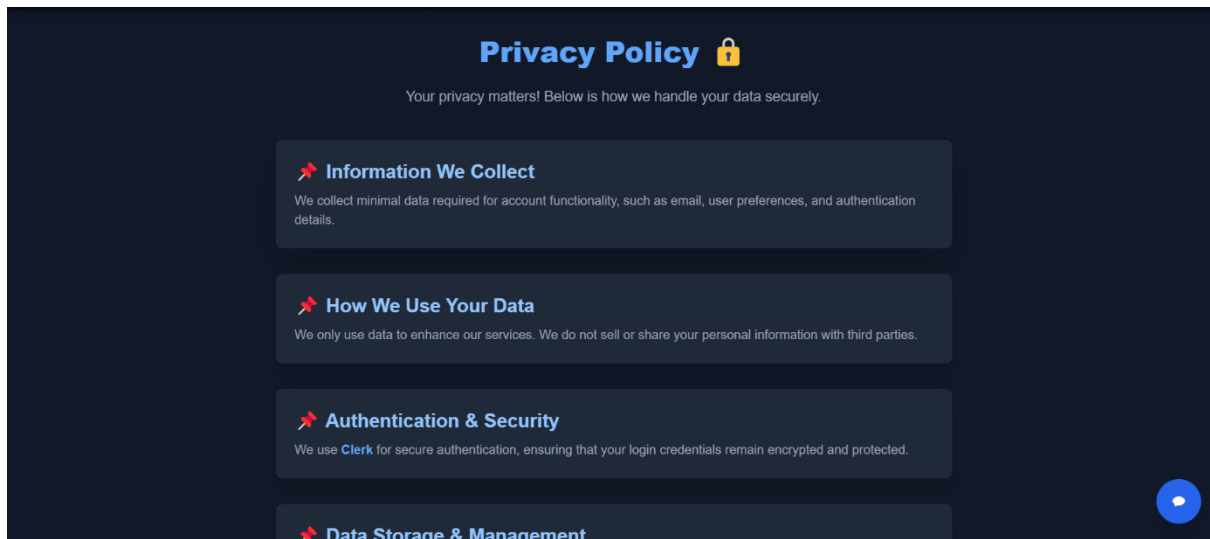 Privacy Policy 🔒
Your privacy matters! Below is how we handle your data securely.
📌 Information We Collect
We collect minimal data required for account functionality, such as email, user preferences, and authentication
details.
📌 How We Use Your Data
We only use data to enhance our services. We do not sell or share your personal information with third parties.
📌 Authentication & Security
We use Clerk for secure authentication, ensuring that your login credentials remain encrypted and protected.
📌 Data Storage & Management